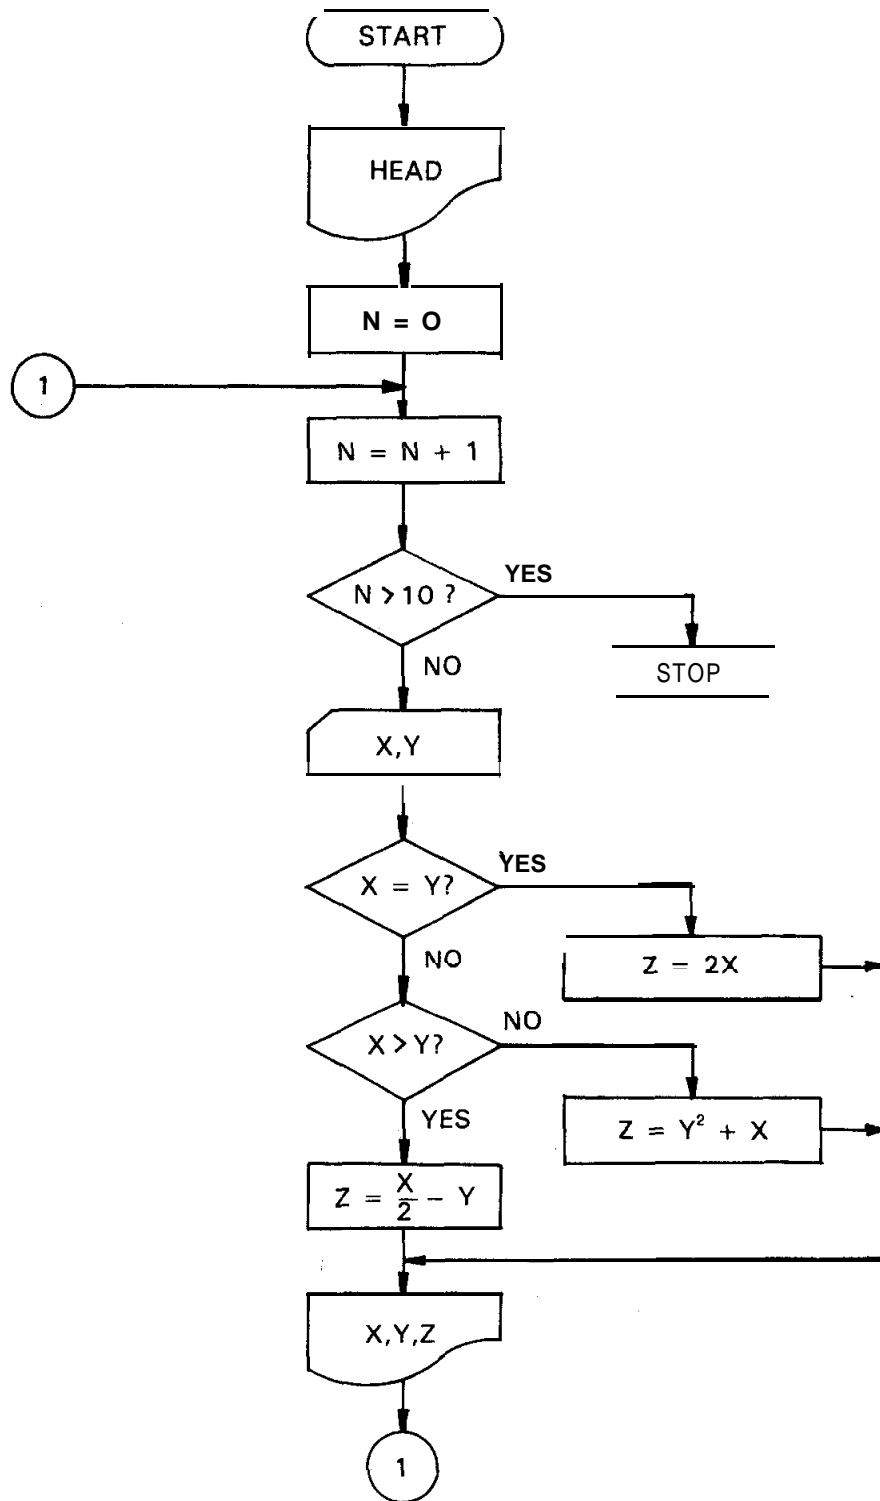 START
HEAD
N = O
1
N = N + 1
N > 10 ?
YES
STOP
NO
X,Y
X = Y?
YES
Z = 2X
NO
X > Y?
NO
Z = Y² + X
YES
Z = X/2 - Y
X,Y,Z
1